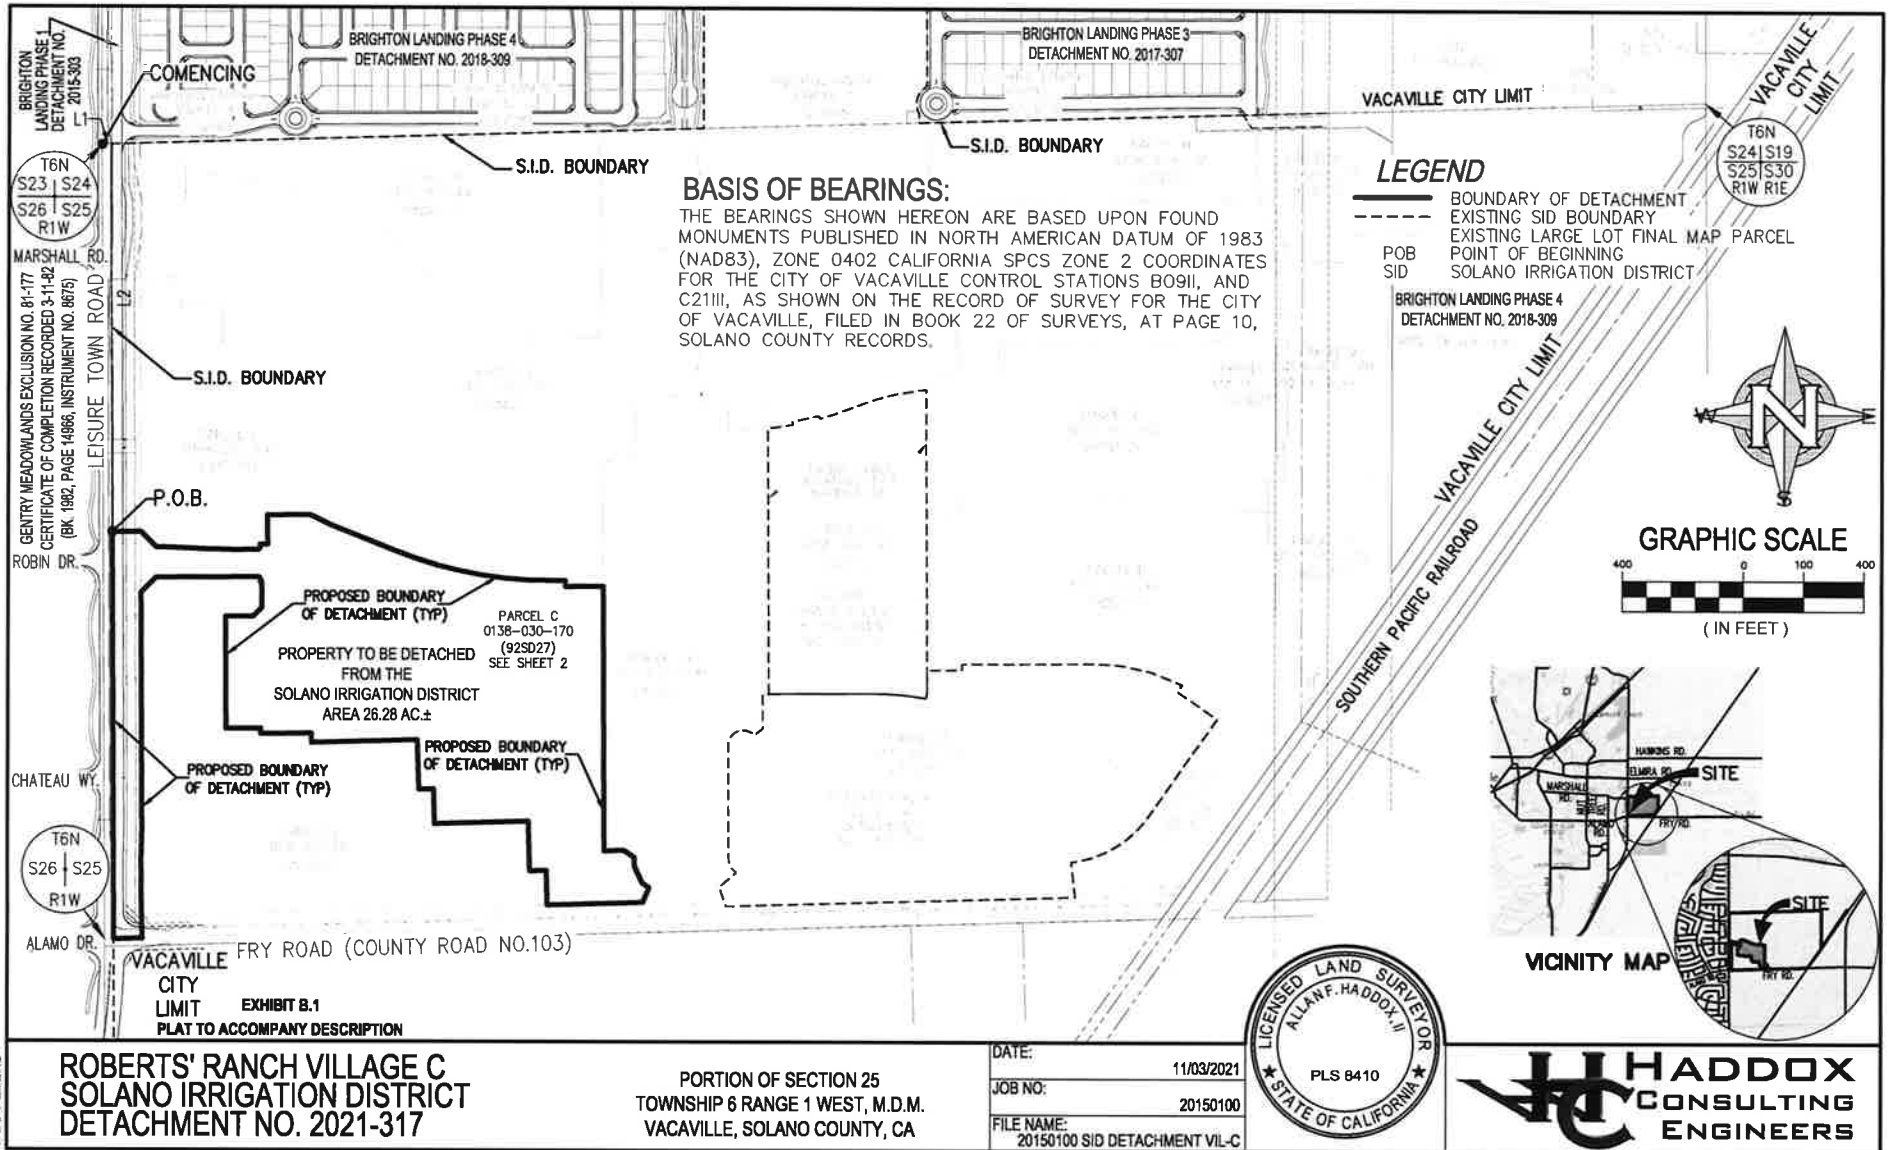 BRIGHTON
LANDING PHASE 1
DETACHMENT NO.
2015-303
L1
COMENCING
BRIGHTON LANDING PHASE 4
DETACHMENT NO. 2018-309
BRIGHTON LANDING PHASE 3
DETACHMENT NO. 2017-307
VACAVILLE CITY LIMIT
VACAVILLE
CITY
LIMIT
S.I.D. BOUNDARY
S.I.D. BOUNDARY
T6N
S23 S24
S26 S25
R1W
T6N
S24 S19
S25 S30
R1W R1E
BASIS OF BEARINGS:
THE BEARINGS SHOWN HEREON ARE BASED UPON FOUND
MONUMENTS PUBLISHED IN NORTH AMERICAN DATUM OF 1983
(NAD83), ZONE 0402 CALIFORNIA SPCS ZONE 2 COORDINATES
FOR THE CITY OF VACAVILLE CONTROL STATIONS B09II, AND
C21III, AS SHOWN ON THE RECORD OF SURVEY FOR THE CITY
OF VACAVILLE, FILED IN BOOK 22 OF SURVEYS, AT PAGE 10,
SOLANO COUNTY RECORDS.
LEGEND
BOUNDARY OF DETACHMENT
EXISTING SID BOUNDARY
EXISTING LARGE LOT FINAL MAP PARCEL
POB POINT OF BEGINNING
SID SOLANO IRRIGATION DISTRICT
BRIGHTON LANDING PHASE 4
DETACHMENT NO. 2018-309
MARSHALL RD.
GENTRY MEADOWLANDS EXCLUSION NO. 81-177
CERTIFICATE OF COMPLETION RECORDED 3-11-82
(BK. 1982, PAGE 14966, INSTRUMENT NO. 8675)
LEISURE TOWN ROAD
L2
S.I.D. BOUNDARY
P.O.B.
ROBIN DR.
PROPOSED BOUNDARY
OF DETACHMENT (TYP)
PARCEL C
0138-030-170
(92SD27)
SEE SHEET 2
PROPERTY TO BE DETACHED
FROM THE
SOLANO IRRIGATION DISTRICT
AREA 26.28 AC.±
PROPOSED BOUNDARY
OF DETACHMENT (TYP)
PROPOSED BOUNDARY
OF DETACHMENT (TYP)
CHATEAU WY.
T6N
S26 S25
R1W
ALAMO DR.
FRY ROAD (COUNTY ROAD NO.103)
VACAVILLE
CITY
LIMIT
EXHIBIT B.1
PLAT TO ACCOMPANY DESCRIPTION
VACAVILLE CITY LIMIT
SOUTHERN PACIFIC RAILROAD
N
W
E
S
GRAPHIC SCALE
400 0 100 400
( IN FEET )
HAWKINS RD.
ELMIRA RD.
SITE
MARSHALL
RD.
FRY RD.
SITE
FRY RD.
VICINITY MAP
ROBERTS' RANCH VILLAGE C
SOLANO IRRIGATION DISTRICT
DETACHMENT NO. 2021-317
PORTION OF SECTION 25
TOWNSHIP 6 RANGE 1 WEST, M.D.M.
VACAVILLE, SOLANO COUNTY, CA
DATE:
11/03/2021
JOB NO:
20150100
FILE NAME:
20150100 SID DETACHMENT VIL-C
LICENSED LAND SURVEYOR
ALLAN F. HADDOX, II
PLS 8410
STATE OF CALIFORNIA
HC
HADDOX
CONSULTING
ENGINEERS